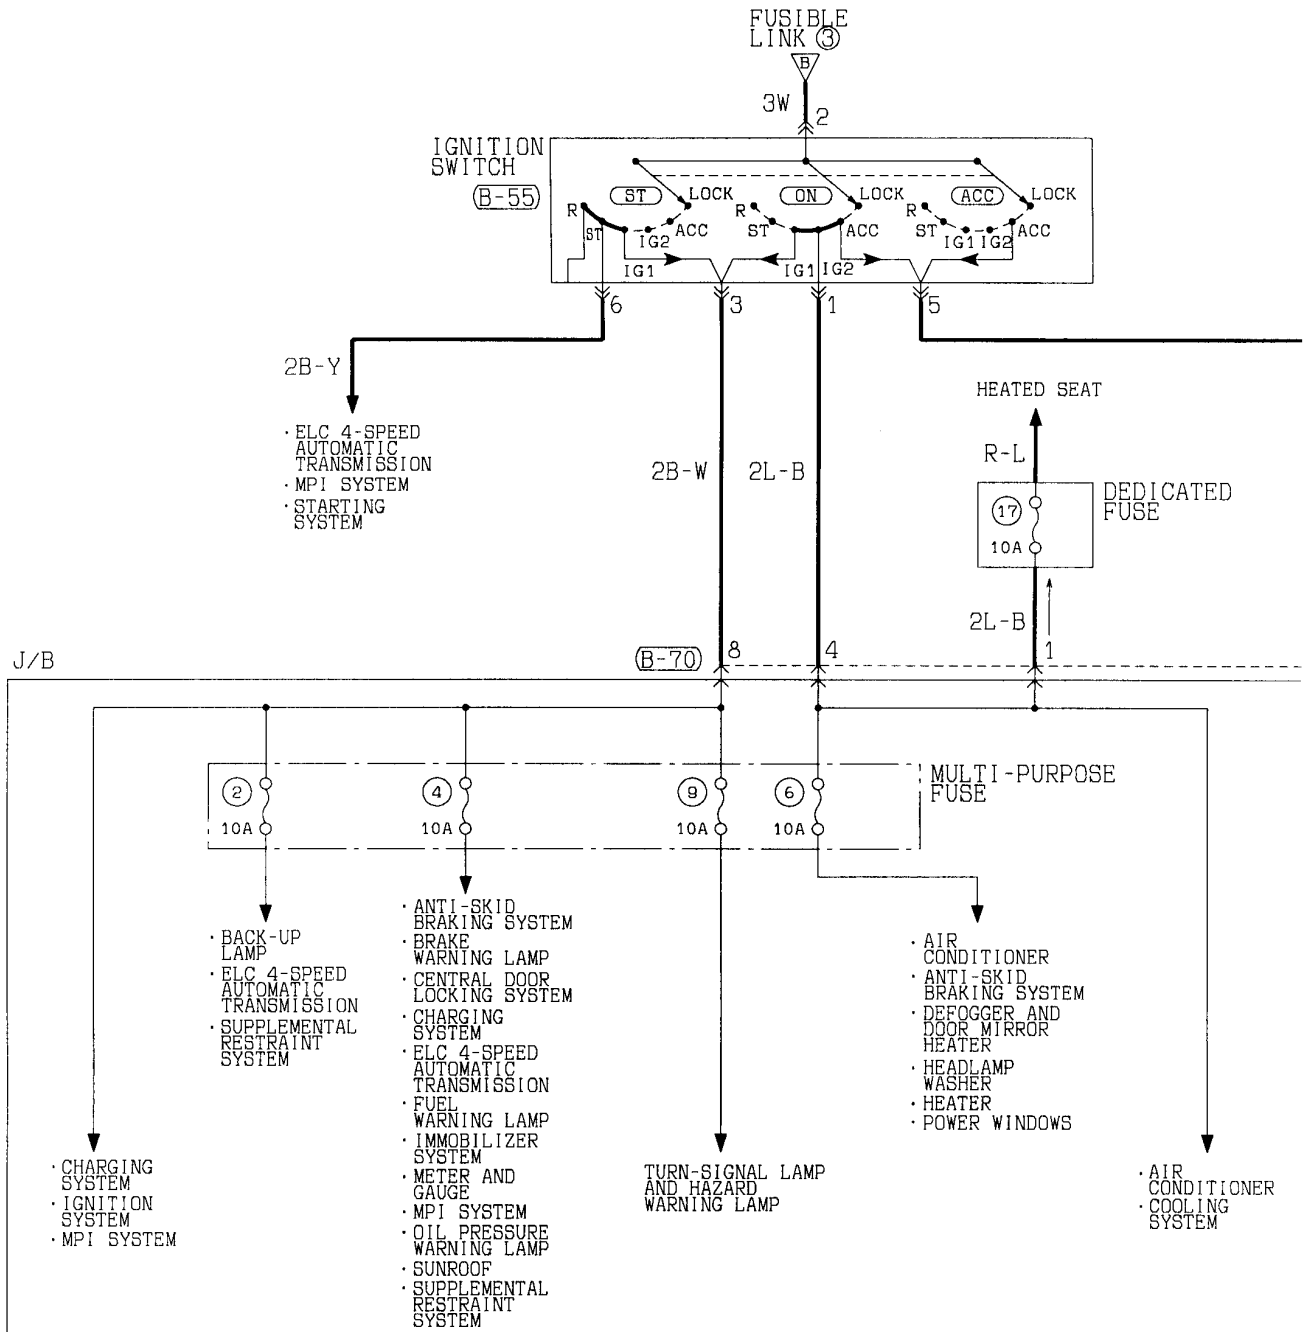 FUSIBLE
LINK ③
B
3W
2
IGNITION
SWITCH
B-55
ST
LOCK
R
ST
IG1
IG2
ACC
ON
LOCK
R
ST
IG1
IG2
ACC
ACC
LOCK
R
ST
IG1
IG2
ACC
6
3
1
5
2B-Y
· ELC 4-SPEED
AUTOMATIC
TRANSMISSION
· MPI SYSTEM
· STARTING
SYSTEM
2B-W
2L-B
HEATED SEAT
R-L
DEDICATED
FUSE
⑰
10A
2L-B
J/B
B-70
8
4
1
MULTI-PURPOSE
FUSE
②
10A
④
10A
⑨
10A
⑥
10A
· BACK-UP
LAMP
· ELC 4-SPEED
AUTOMATIC
TRANSMISSION
· SUPPLEMENTAL
RESTRAINT
SYSTEM
· ANTI-SKID
BRAKING SYSTEM
· BRAKE
WARNING LAMP
· CENTRAL DOOR
LOCKING SYSTEM
· CHARGING
SYSTEM
· ELC 4-SPEED
AUTOMATIC
TRANSMISSION
· FUEL
WARNING LAMP
· IMMOBILIZER
SYSTEM
· METER AND
GAUGE
· MPI SYSTEM
· OIL PRESSURE
WARNING LAMP
· SUNROOF
· SUPPLEMENTAL
RESTRAINT
SYSTEM
· AIR
CONDITIONER
· ANTI-SKID
BRAKING SYSTEM
· DEFOGGER AND
DOOR MIRROR
HEATER
· HEADLAMP
WASHER
· HEATER
· POWER WINDOWS
· CHARGING
SYSTEM
· IGNITION
SYSTEM
· MPI SYSTEM
TURN-SIGNAL LAMP
AND HAZARD
WARNING LAMP
· AIR
CONDITIONER
· COOLING
SYSTEM